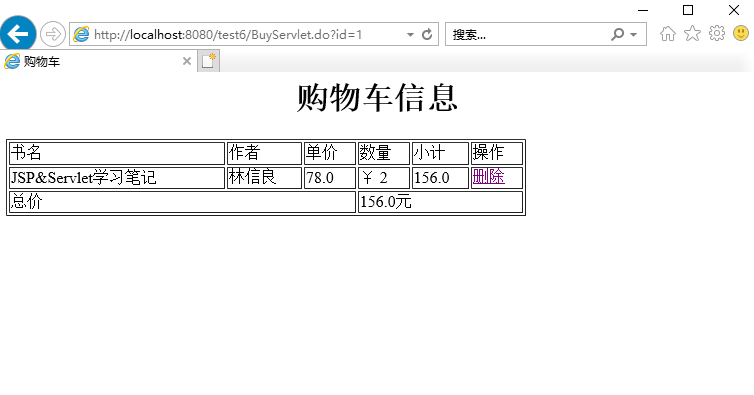 http://localhost:8080/test6/BuyServlet.do?id=1
搜索...
购物车
购物车信息
书名 作者 单价 数量 小计 操作
JSP&Servlet学习笔记 林信良 78.0 ￥ 2 156.0 删除
总价 156.0元